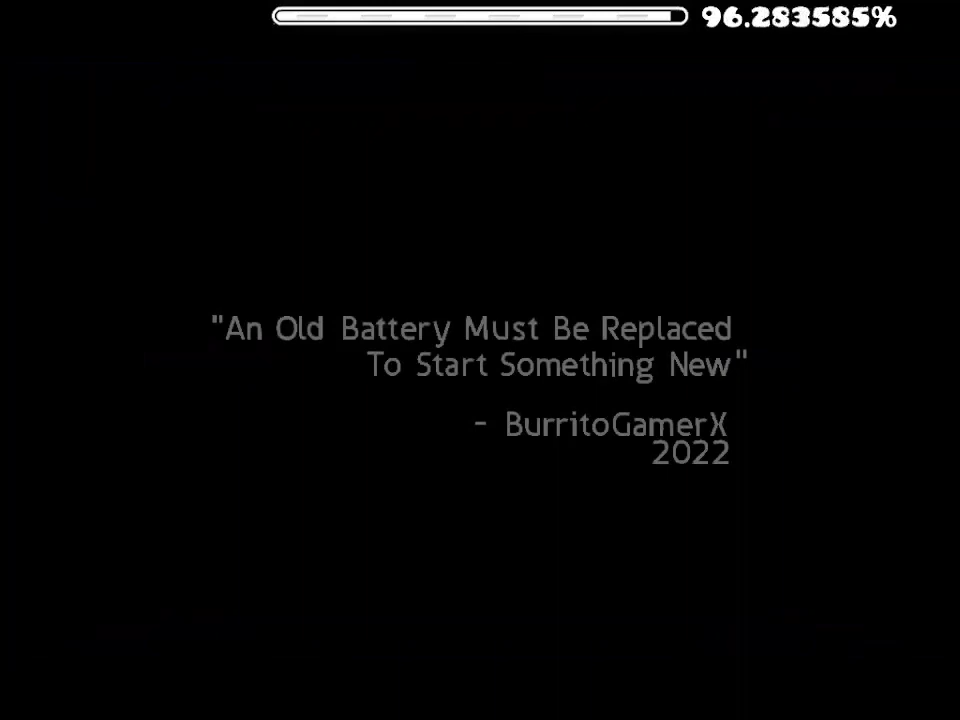 96.283585%
"An Old Battery Must Be Replaced
To Start Something New"
- BurritoGamerX
2022